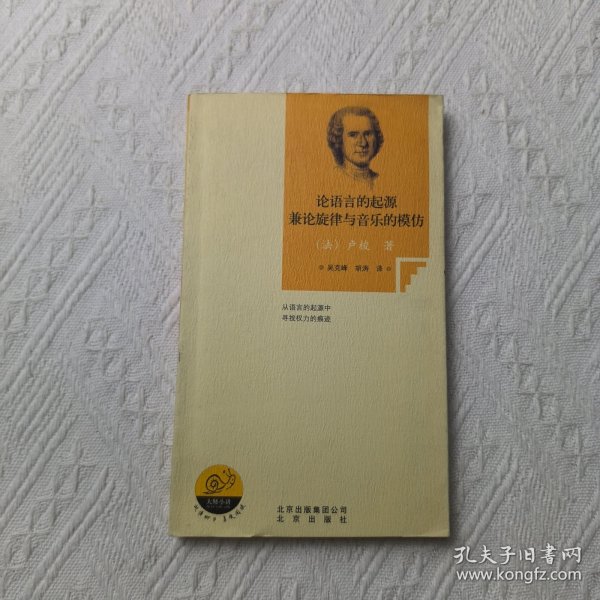 论语言的起源
兼论旋律与音乐的模仿
（法）卢梭 著
吴克峰 胡涛 译
从语言的起源中
寻找权力的痕迹
大师小讲
北京出版集团公司
北京出版社
孔夫子旧书网
www.kongfz.com